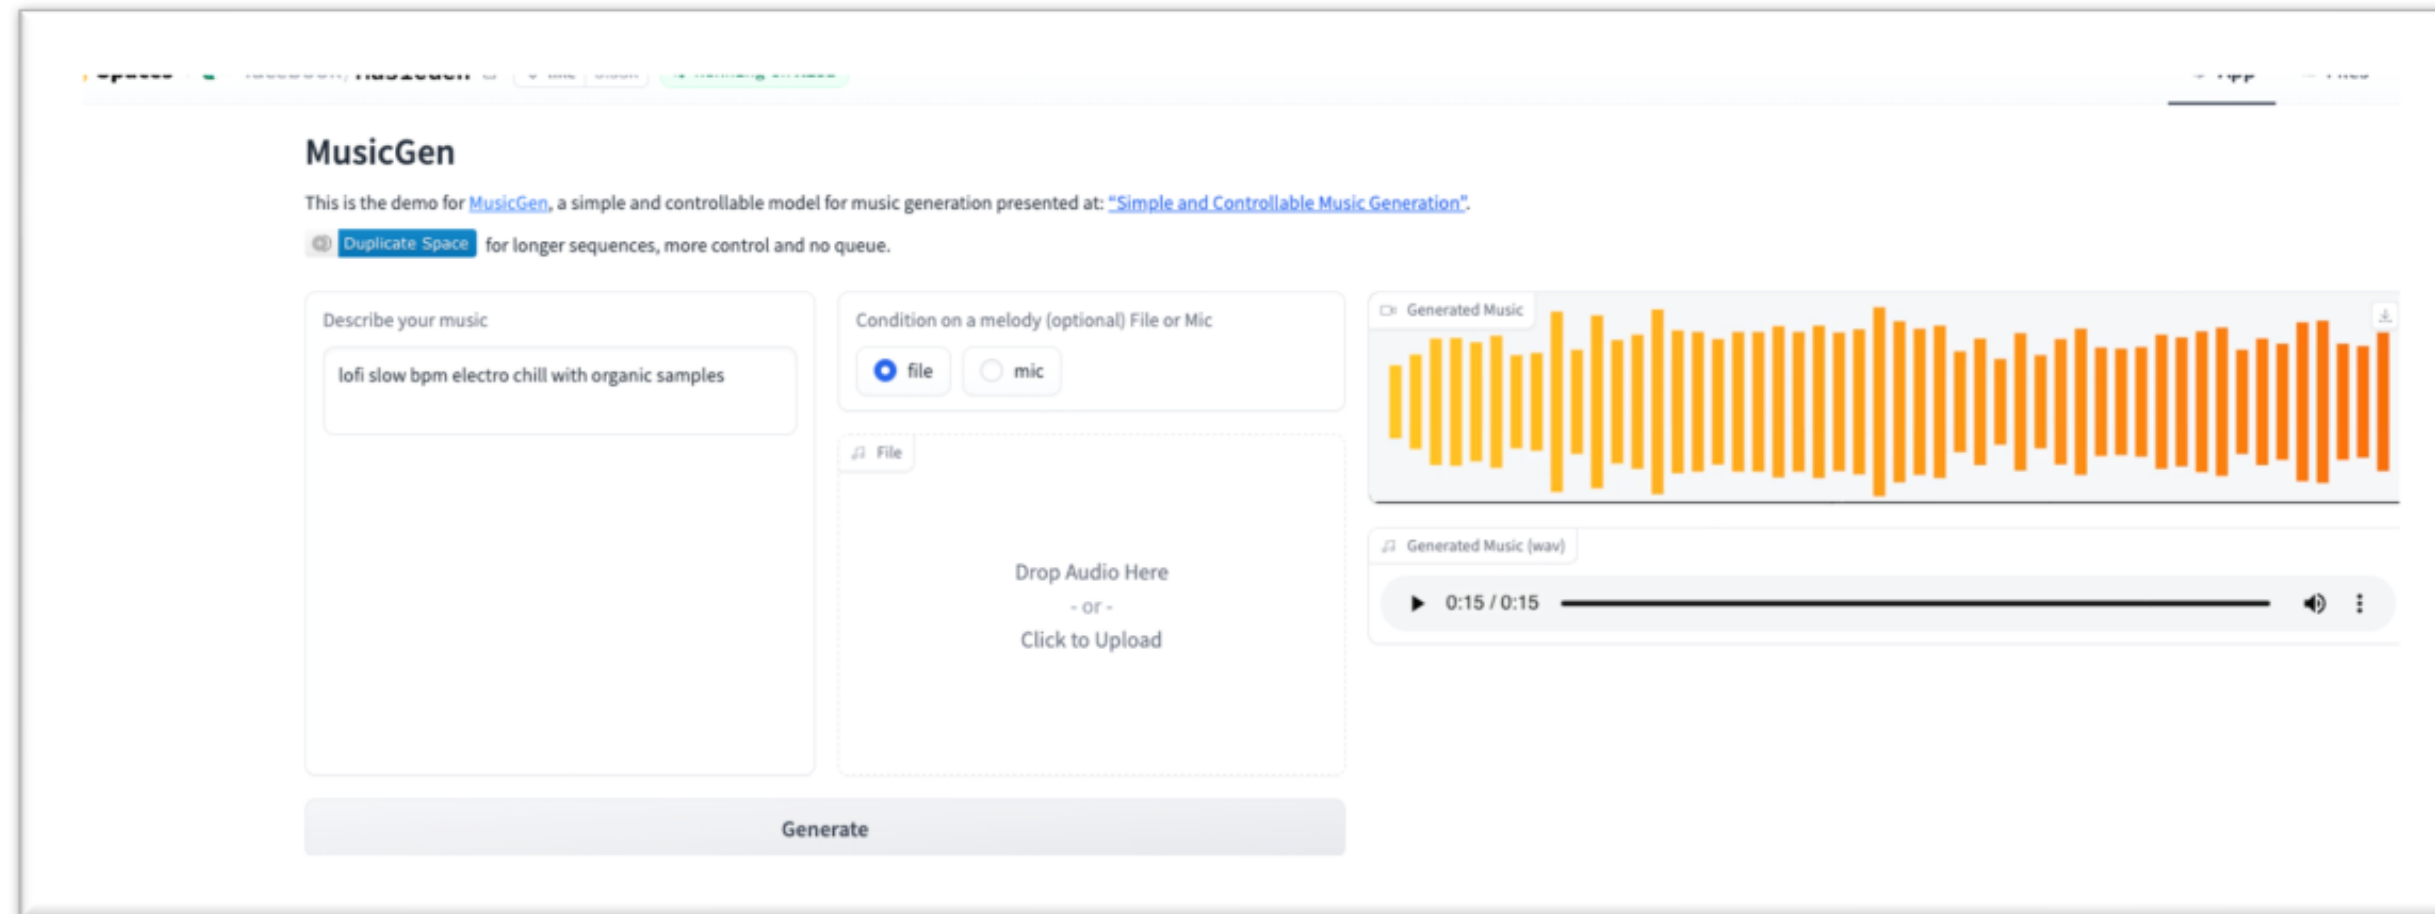 MusicGen
This is the demo for MusicGen, a simple and controllable model for music generation presented at: "Simple and Controllable Music Generation".
Duplicate Space for longer sequences, more control and no queue.
Describe your music
lofi slow bpm electro chill with organic samples
Condition on a melody (optional) File or Mic
file
mic
File
Drop Audio Here
- or -
Click to Upload
Generate
Generated Music
Generated Music (wav)
0:15 / 0:15